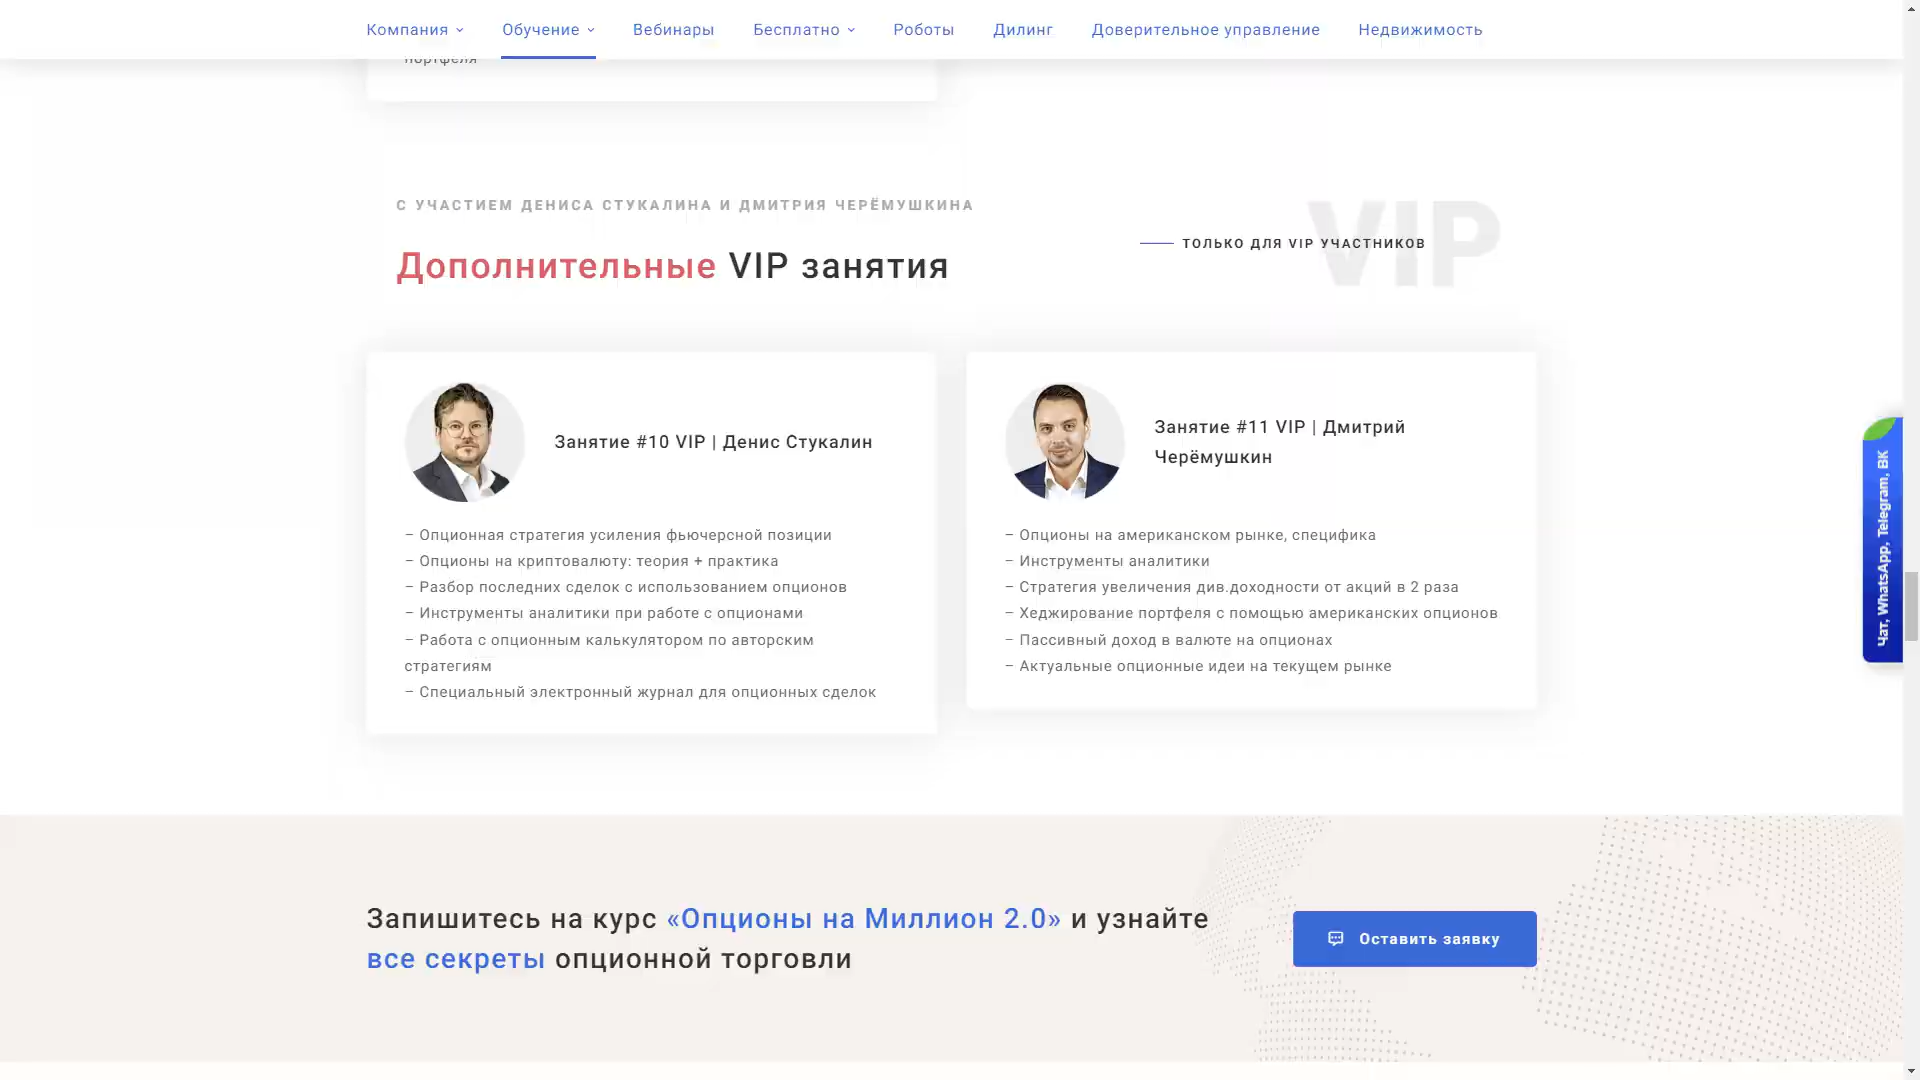 Компания
Обучение
Вебинары
Бесплатно
Роботы
Дилинг
Доверительное управление
Недвижимость
портфеля
С УЧАСТИЕМ ДЕНИСА СТУКАЛИНА И ДМИТРИЯ ЧЕРЁМУШКИНА
Дополнительные VIP занятия
VIP
ТОЛЬКО ДЛЯ VIP УЧАСТНИКОВ
Занятие #10 VIP | Денис Стукалин
– Опционная стратегия усиления фьючерсной позиции
– Опционы на криптовалюту: теория + практика
– Разбор последних сделок с использованием опционов
– Инструменты аналитики при работе с опционами
– Работа с опционным калькулятором по авторским
стратегиям
– Специальный электронный журнал для опционных сделок
Занятие #11 VIP | Дмитрий
Черёмушкин
– Опционы на американском рынке, специфика
– Инструменты аналитики
– Стратегия увеличения див.доходности от акций в 2 раза
– Хеджирование портфеля с помощью американских опционов
– Пассивный доход в валюте на опционах
– Актуальные опционные идеи на текущем рынке
Чат, WhatsApp, Telegram, ВК
Запишитесь на курс «Опционы на Миллион 2.0» и узнайте
все секреты опционной торговли
Оставить заявку